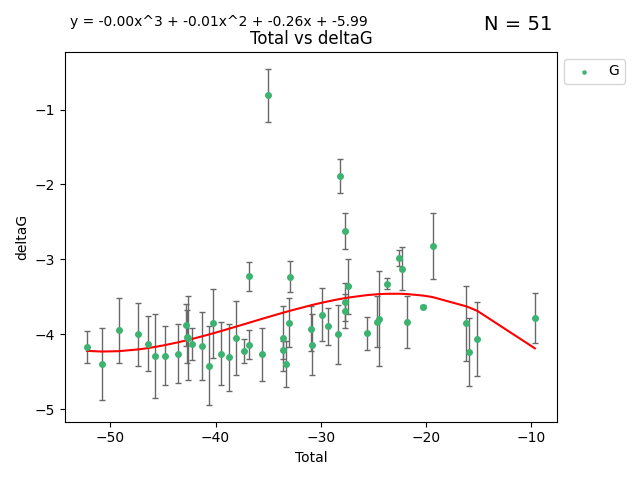 y = -0.00x^3 + -0.01x^2 + -0.26x + -5.99
N = 51
Total vs deltaG
G
deltaG
−1
−2
−3
−4
−5
−50
−40
−30
−20
−10
Total